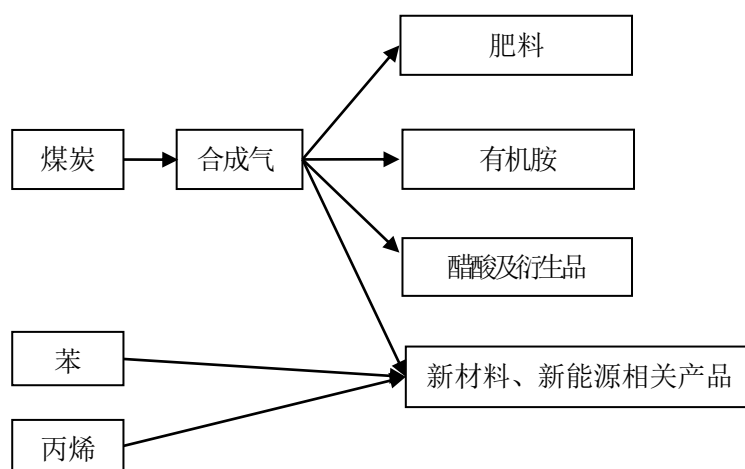 肥料
煤炭
合成气
有机胺
醋酸及衍生品
苯
新材料、新能源相关产品
丙烯